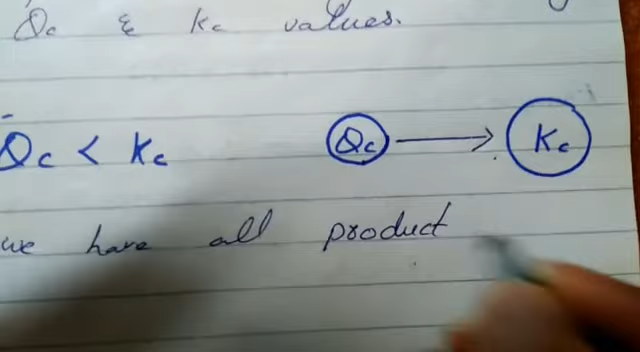 Qc & Kc values.
Qc < Kc Qc → Kc
we have all product